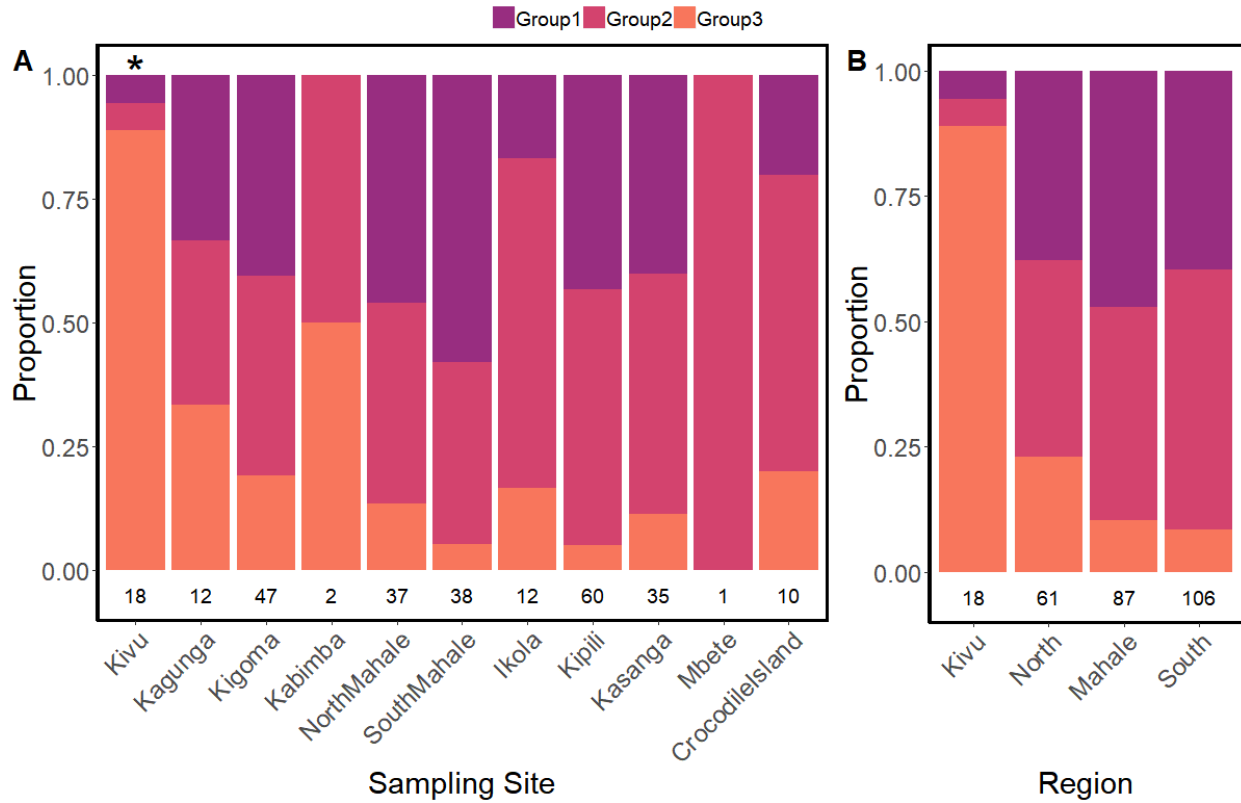 Group1 Group2 Group3
A
*
B
Proportion
1.00
0.75
0.50
0.25
0.00
18 12 47 2 37 38 12 60 35 1 10
Kivu Kagunga Kigoma Kabimba NorthMahale SouthMahale Ikola Kipili Kasanga Mbete CrocodileIsland
Sampling Site
Proportion
1.00
0.75
0.50
0.25
0.00
18 61 87 106
Kivu North Mahale South
Region